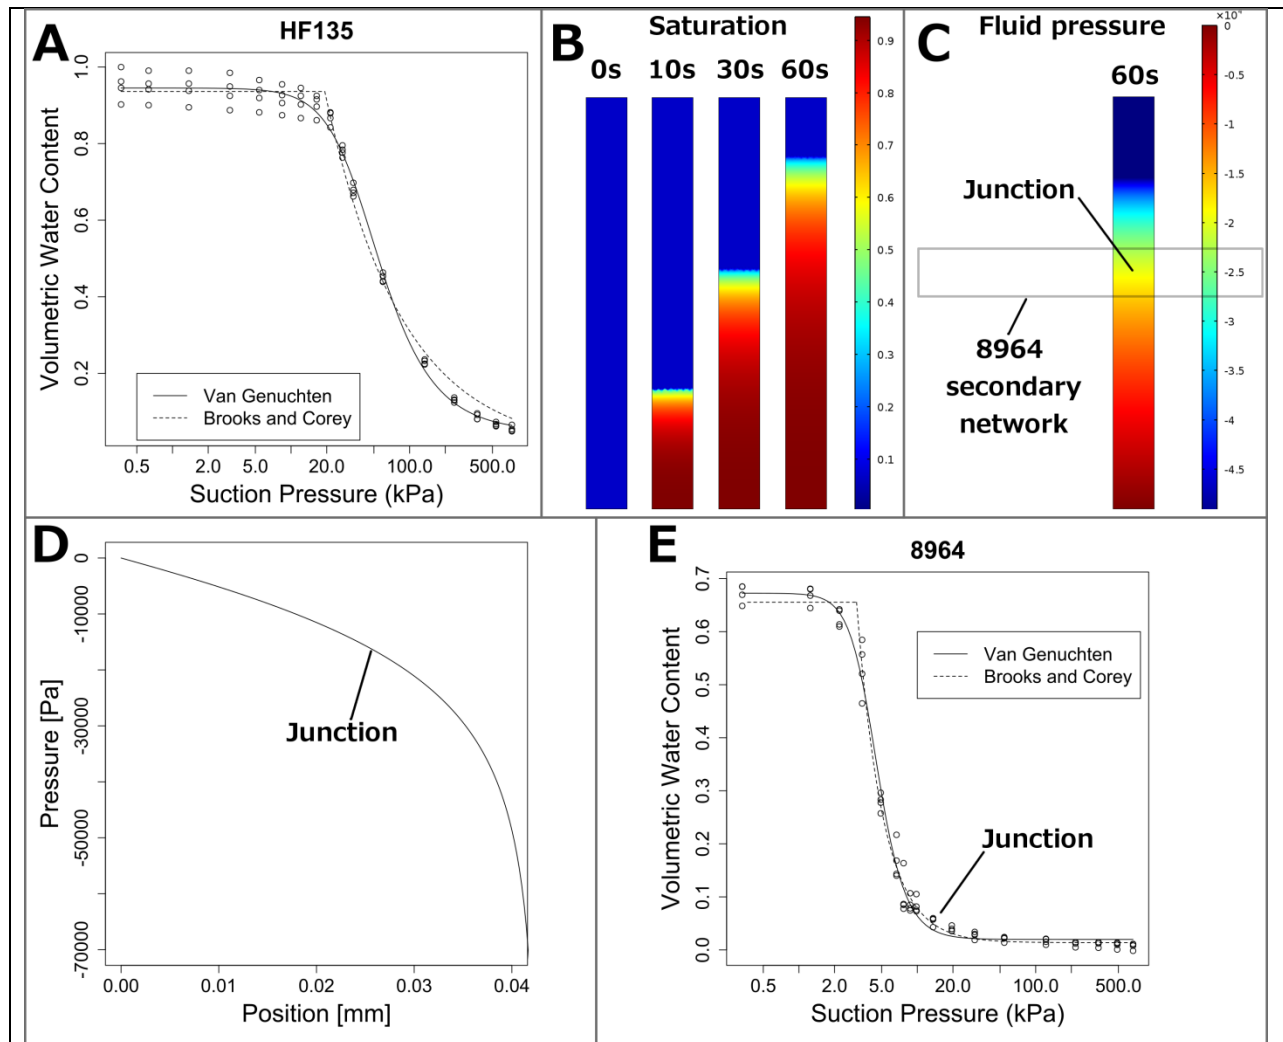 A
HF135
Volumetric Water Content
1.0
0.8
0.6
0.4
0.2
Van Genuchten
Brooks and Corey
0.5
2.0
5.0
20.0
100.0
500.0
Suction Pressure (kPa)
B
Saturation
0s
10s
30s
60s
0.9
0.8
0.7
0.6
0.5
0.4
0.3
0.2
0.1
C
Fluid pressure
60s
×10⁴
0
-0.5
-1
-1.5
-2
-2.5
-3
-3.5
-4
-4.5
Junction
8964
secondary
network
D
Pressure [Pa]
0
-10000
-30000
-50000
-70000
Junction
0.00
0.01
0.02
0.03
0.04
Position [mm]
E
8964
Volumetric Water Content
0.7
0.6
0.5
0.4
0.3
0.2
0.1
0.0
Van Genuchten
Brooks and Corey
Junction
0.5
2.0
5.0
20.0
100.0
500.0
Suction Pressure (kPa)